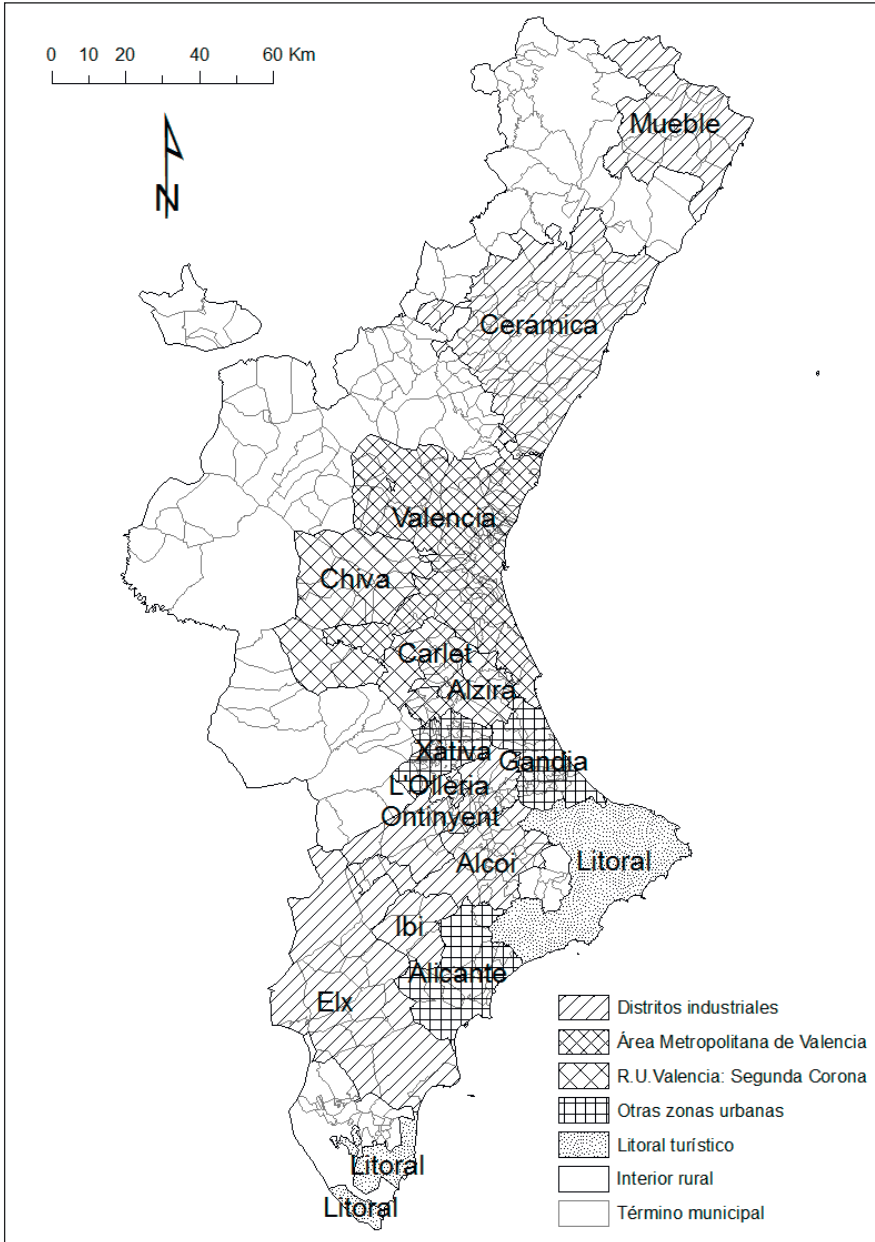 0 10 20 40 60 Km
N
Mueble
Cerámica
Valencia
Chiva
Carlet
Alzira
Xàtiva
Gandia
L'Olleria
Ontinyent
Alcoi
Litoral
Ibi
Alicante
Elx
Litoral
Litoral
Distritos industriales
Área Metropolitana de Valencia
R.U.Valencia: Segunda Corona
Otras zonas urbanas
Litoral turístico
Interior rural
Término municipal